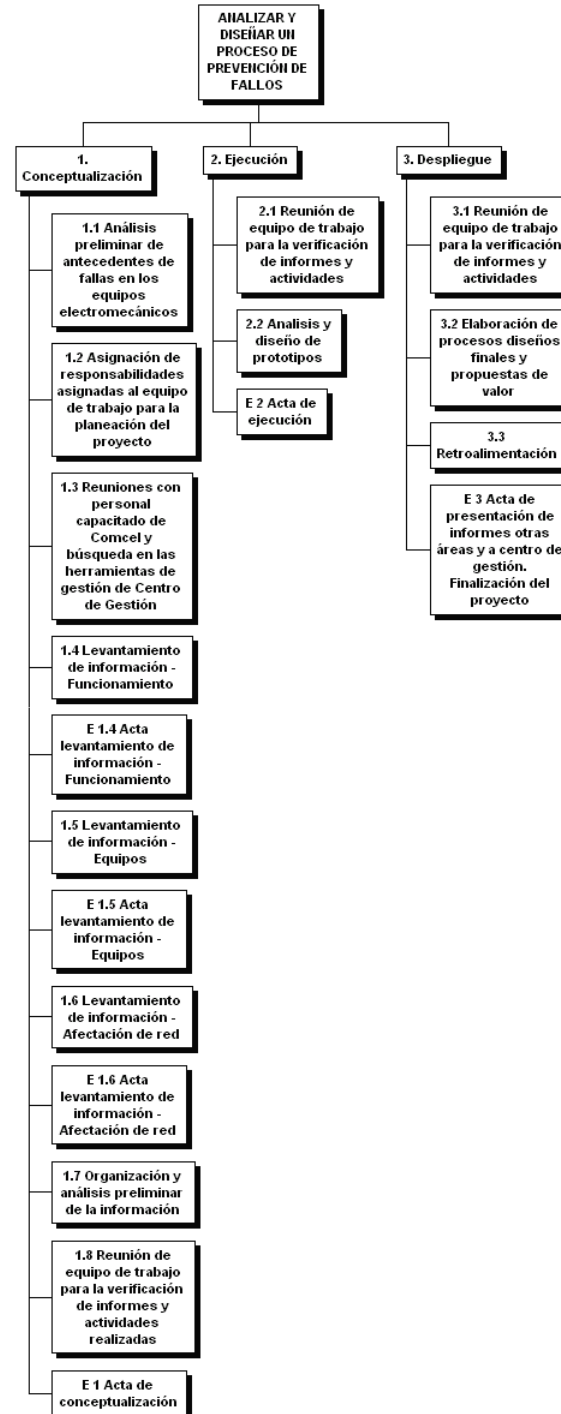 ANALIZAR Y
DISEÑAR UN
PROCESO DE
PREVENCIÓN DE
FALLOS
1.
Conceptualización
1.1 Análisis
preliminar de
antecedentes de
fallas en los
equipos
electromecánicos
1.2 Asignación de
responsabilidades
asignadas al equipo
de trabajo para la
planeación del
proyecto
1.3 Reuniones con
personal
capacitado de
Comcel y
búsqueda en las
herramientas de
gestión de Centro
de Gestión
1.4 Levantamiento
de información -
Funcionamiento
E 1.4 Acta
levantamiento de
información -
Funcionamiento
1.5 Levantamiento
de información -
Equipos
E 1.5 Acta
levantamiento de
información -
Equipos
1.6 Levantamiento
de información -
Afectación de red
E 1.6 Acta
levantamiento de
información -
Afectación de red
1.7 Organización y
análisis preliminar
de la información
1.8 Reunión de
equipo de trabajo
para la verificación
de informes y
actividades
realizadas
E 1 Acta de
conceptualización
2. Ejecución
2.1 Reunión de
equipo de trabajo
para la verificación
de informes y
actividades
2.2 Analisis y
diseño de
prototipos
E 2 Acta de
ejecución
3. Despliegue
3.1 Reunión de
equipo de trabajo
para la verificación
de informes y
actividades
3.2 Elaboración de
procesos diseños
finales y
propuestas de
valor
3.3
Retroalimentación
E 3 Acta de
presentación de
informes otras
áreas y a centro de
gestión.
Finalización del
proyecto